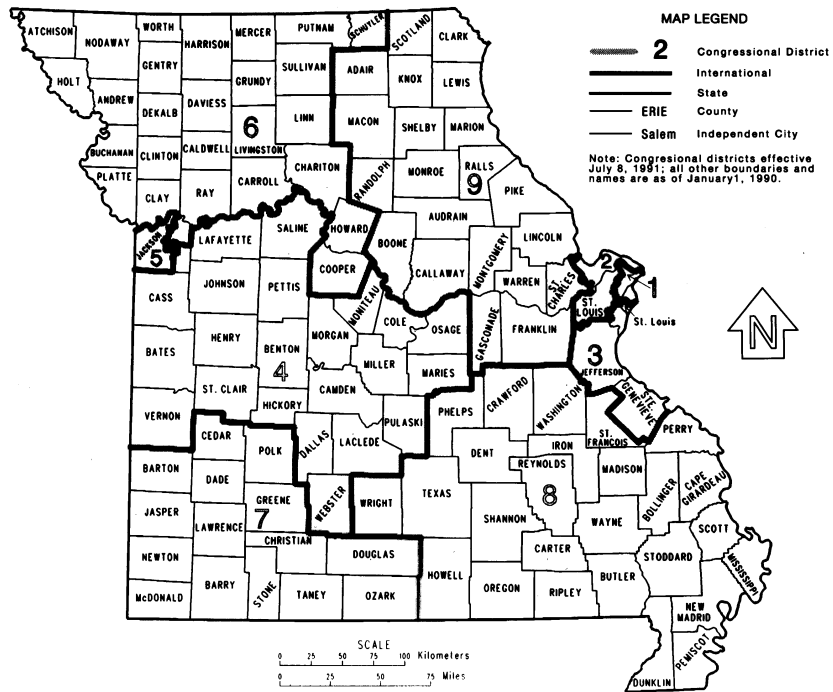 MAP LEGEND
2 Congressional District
International
State
ERIE County
Salem Independent City
Note: Congresional districts effective
July 8, 1991; all other boundaries and
names are as of January1, 1990.
ATCHISON
NODAWAY
WORTH
HARRISON
MERCER
PUTNAM
SCHUYLER
SCOTLAND
CLARK
HOLT
GENTRY
SULLIVAN
ADAIR
KNOX
LEWIS
ANDREW
DEKALB
DAVIESS
GRUNDY
LINN
MACON
SHELBY
MARION
6
BUCHANAN
CLINTON
CALDWELL
LIVINGSTON
CHARITON
RANDOLPH
MONROE
RALLS
9
PIKE
PLATTE
CLAY
RAY
CARROLL
AUDRAIN
JACKSON
5
LAFAYETTE
SALINE
HOWARD
BOONE
CALLAWAY
MONTGOMERY
LINCOLN
WARREN
ST. CHARLES
2
1
ST. LOUIS
St. Louis
CASS
JOHNSON
PETTIS
COOPER
MONITEAU
COLE
OSAGE
GASCONADE
FRANKLIN
N
BATES
HENRY
BENTON
4
MORGAN
MILLER
MARIES
3
JEFFERSON
VERNON
ST. CLAIR
HICKORY
CAMDEN
PULASKI
PHELPS
CRAWFORD
WASHINGTON
STE GENEVIEVE
ST. FRANCOIS
PERRY
CEDAR
POLK
DALLAS
LACLEDE
DENT
IRON
REYNOLDS
MADISON
BOLLINGER
CAPE GIRARDEAU
BARTON
DADE
GREENE
7
WEBSTER
WRIGHT
TEXAS
8
JASPER
LAWRENCE
CHRISTIAN
DOUGLAS
SHANNON
WAYNE
SCOTT
NEWTON
BARRY
STONE
TANEY
OZARK
HOWELL
CARTER
OREGON
RIPLEY
BUTLER
STODDARD
MISSISSIPPI
McDONALD
NEW MADRID
PEMISCOT
DUNKLIN
SCALE
0 25 50 75 100 Kilometers
0 25 50 75 Miles